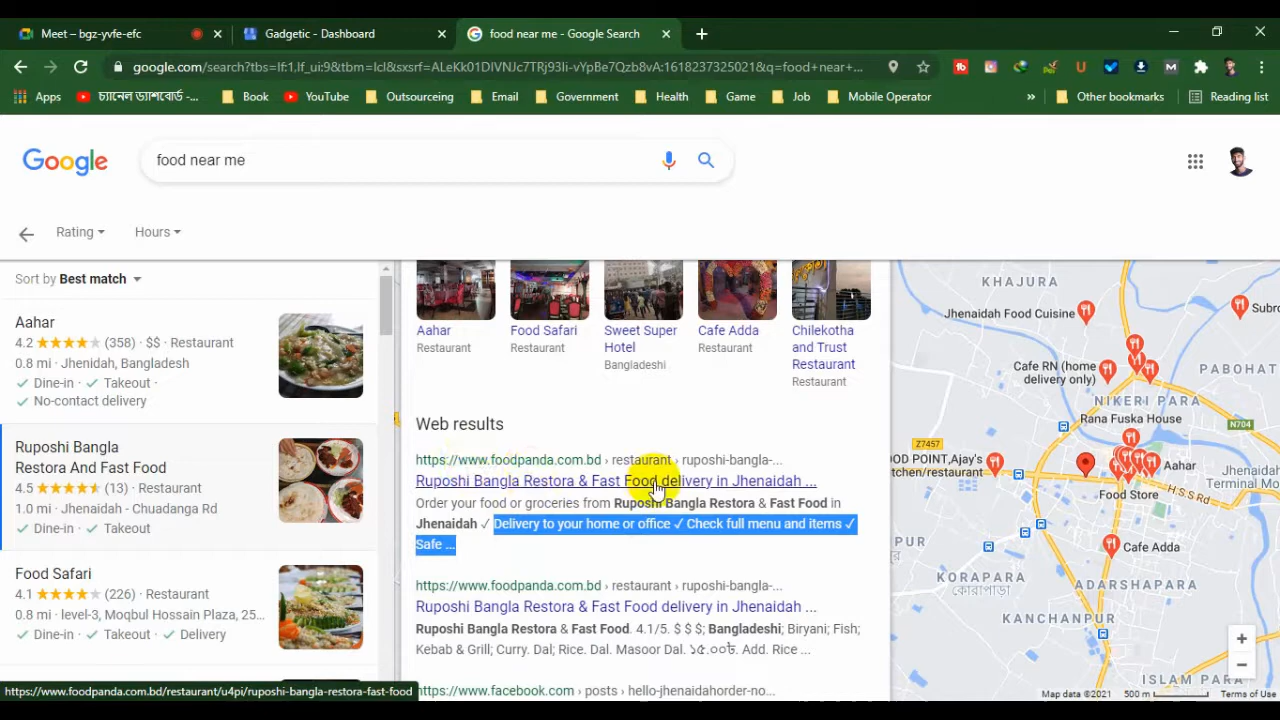 Meet – bgz-yvfe-efc
Gadgetic - Dashboard
food near me - Google Search
google.com/search?tbs=lf:1,lf_ui:9&tbm=lcl&sxsrf=ALeKk01DIVNJc7TRj93Ii-vYpBe7Qzb8vA:1618237325021&q=food+near+...
Apps
চ্যানেল ড্যাশবোর্ড -...
Book
YouTube
Outsourceing
Email
Government
Health
Game
Job
Mobile Operator
»
Other bookmarks
Reading list
Google
food near me
Rating
Hours
Sort by Best match
Aahar
4.2 (358) · $$ · Restaurant
0.8 mi · Jhenidah, Bangladesh
✓ Dine-in · ✓ Takeout ·
✓ No-contact delivery
Ruposhi Bangla
Restora And Fast Food
4.5 (13) · Restaurant
1.0 mi · Jhenaidah - Chuadanga Rd
✓ Dine-in · ✓ Takeout
Food Safari
4.1 (226) · Restaurant
0.8 mi · level-3, Moqbul Hossain Plaza, 25...
✓ Dine-in · ✓ Takeout · ✓ Delivery
https://www.foodpanda.com.bd/restaurant/u4pi/ruposhi-bangla-restora-fast-food
Aahar
Restaurant
Food Safari
Restaurant
Sweet Super
Hotel
Bangladeshi
Cafe Adda
Restaurant
Chilekotha
and Trust
Restaurant
Restaurant
Web results
https://www.foodpanda.com.bd › restaurant › ruposhi-bangla-...
Ruposhi Bangla Restora & Fast Food delivery in Jhenaidah ...
Order your food or groceries from Ruposhi Bangla Restora & Fast Food in
Jhenaidah ✓ Delivery to your home or office ✓ Check full menu and items ✓
Safe ...
https://www.foodpanda.com.bd › restaurant › ruposhi-bangla-...
Ruposhi Bangla Restora & Fast Food delivery in Jhenaidah ...
Ruposhi Bangla Restora & Fast Food. 4.1/5. $ $ $; Bangladeshi; Biryani; Fish;
Kebab & Grill; Curry. Dal; Rice. Dal. Masoor Dal. ১৫.০০৳. Add. Rice ...
https://www.facebook.com › posts › hello-jhenaidahorder-no...
KHAJURA
Jhenaidah Food Cuisine
Subro
Cafe RN (home
delivery only)
PABOHAT
NIKERI PARA
Rana Fuska House
N704
Z7457
OOD POINT,Ajay's
tchen/restaurant
Aahar
Food Store
H.S.S Rd
Jhenaidah - Magura
Cafe Adda
PUR
KORAPARA
কোরাপাড়া
ADARSHAPARA
KANCHANPUR
ISLAM PARA
Map data ©2021
500 m
Terms of Use